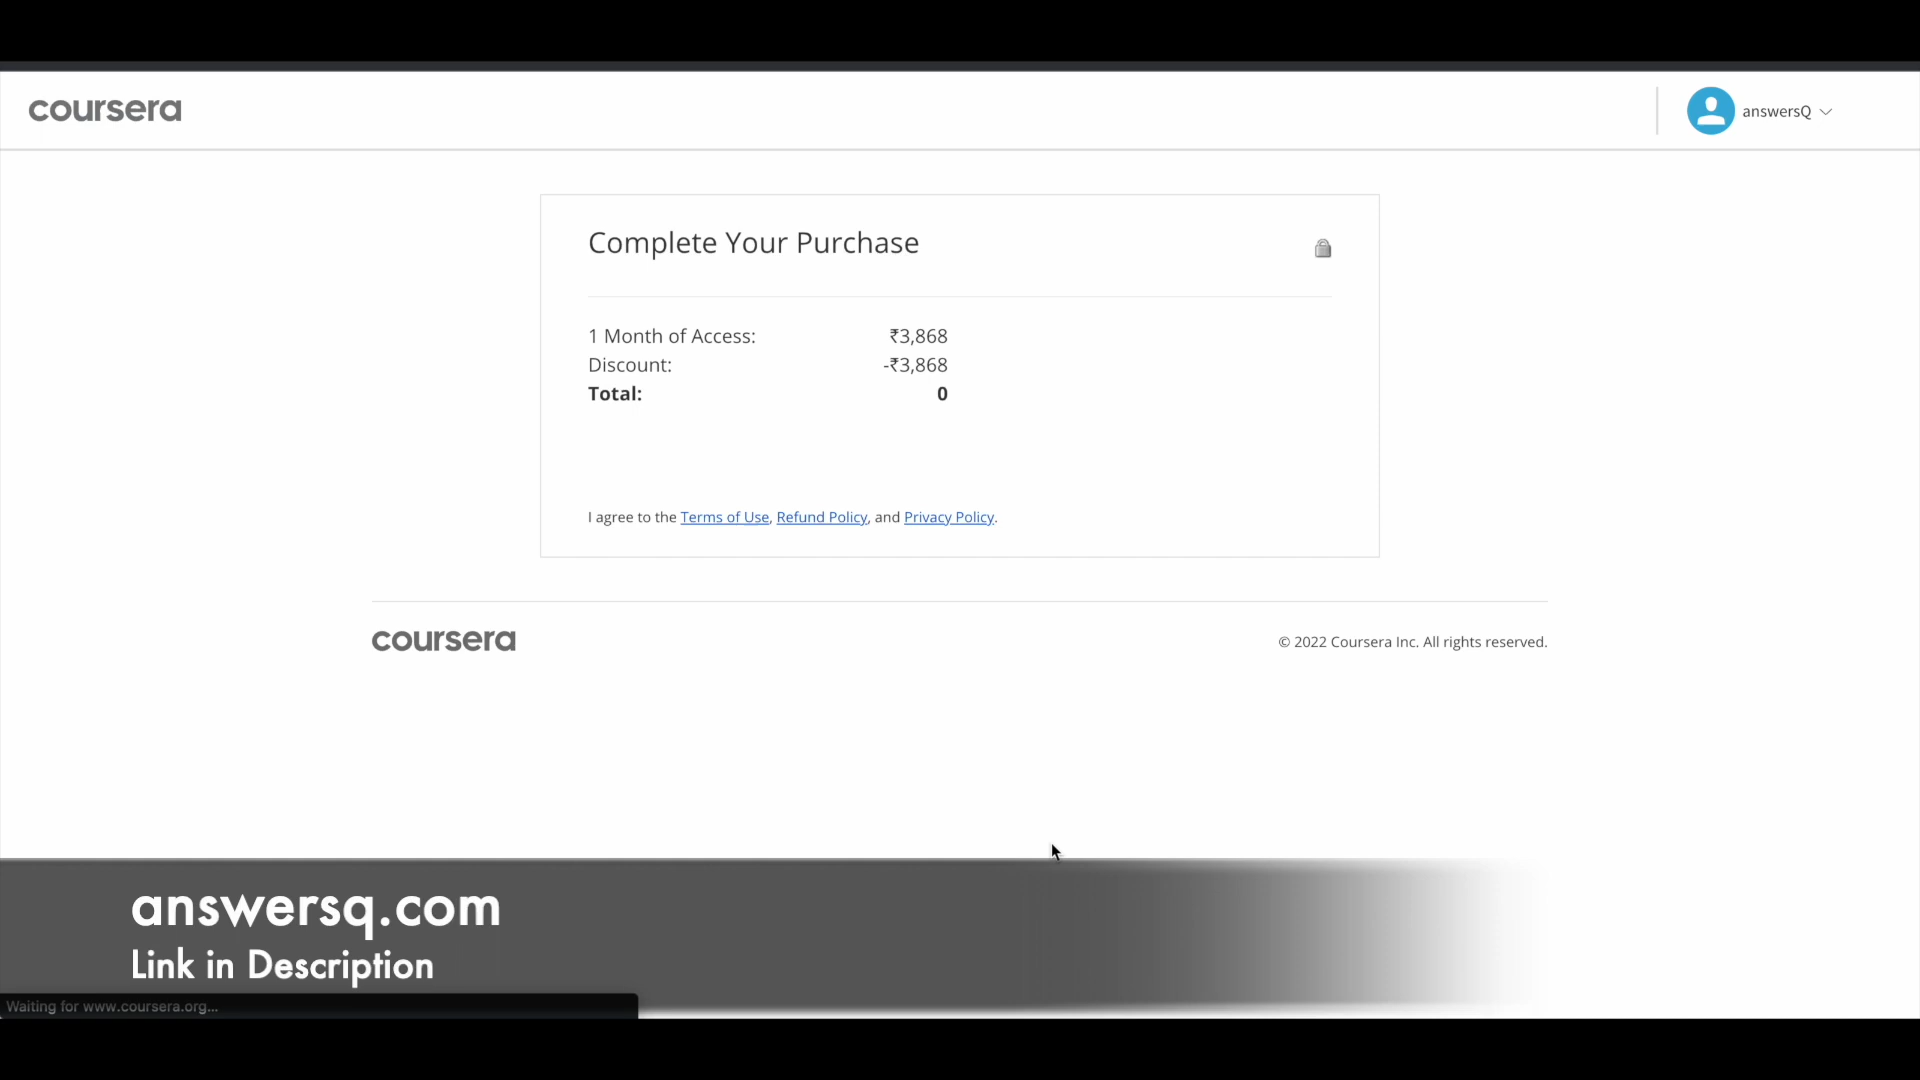 coursera
answersQ
Complete Your Purchase
1 Month of Access: ₹3,868
Discount: -₹3,868
Total: 0
I agree to the Terms of Use, Refund Policy, and Privacy Policy.
coursera
© 2022 Coursera Inc. All rights reserved.
answersq.com
Link in Description
Waiting for www.coursera.org...